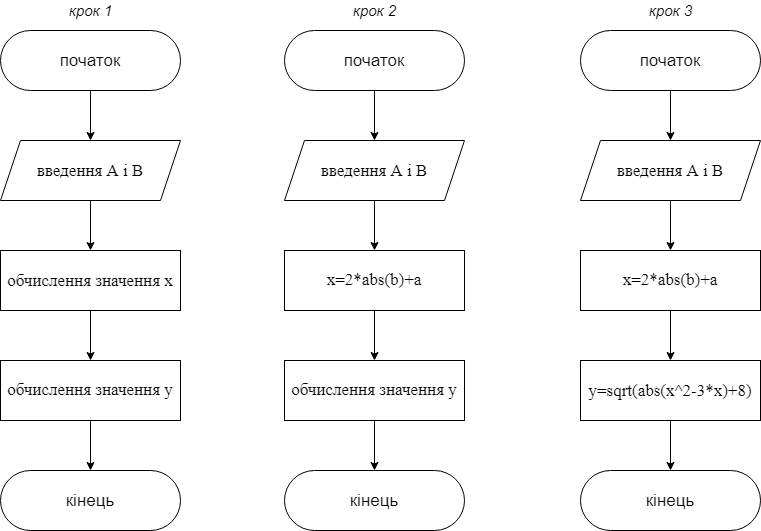 крок 1
початок
введення А і В
обчислення значення x
обчислення значення y
кінець
крок 2
початок
введення А і В
x=2*abs(b)+a
обчислення значення y
кінець
крок 3
початок
введення А і В
x=2*abs(b)+a
y=sqrt(abs(x^2-3*x)+8)
кінець